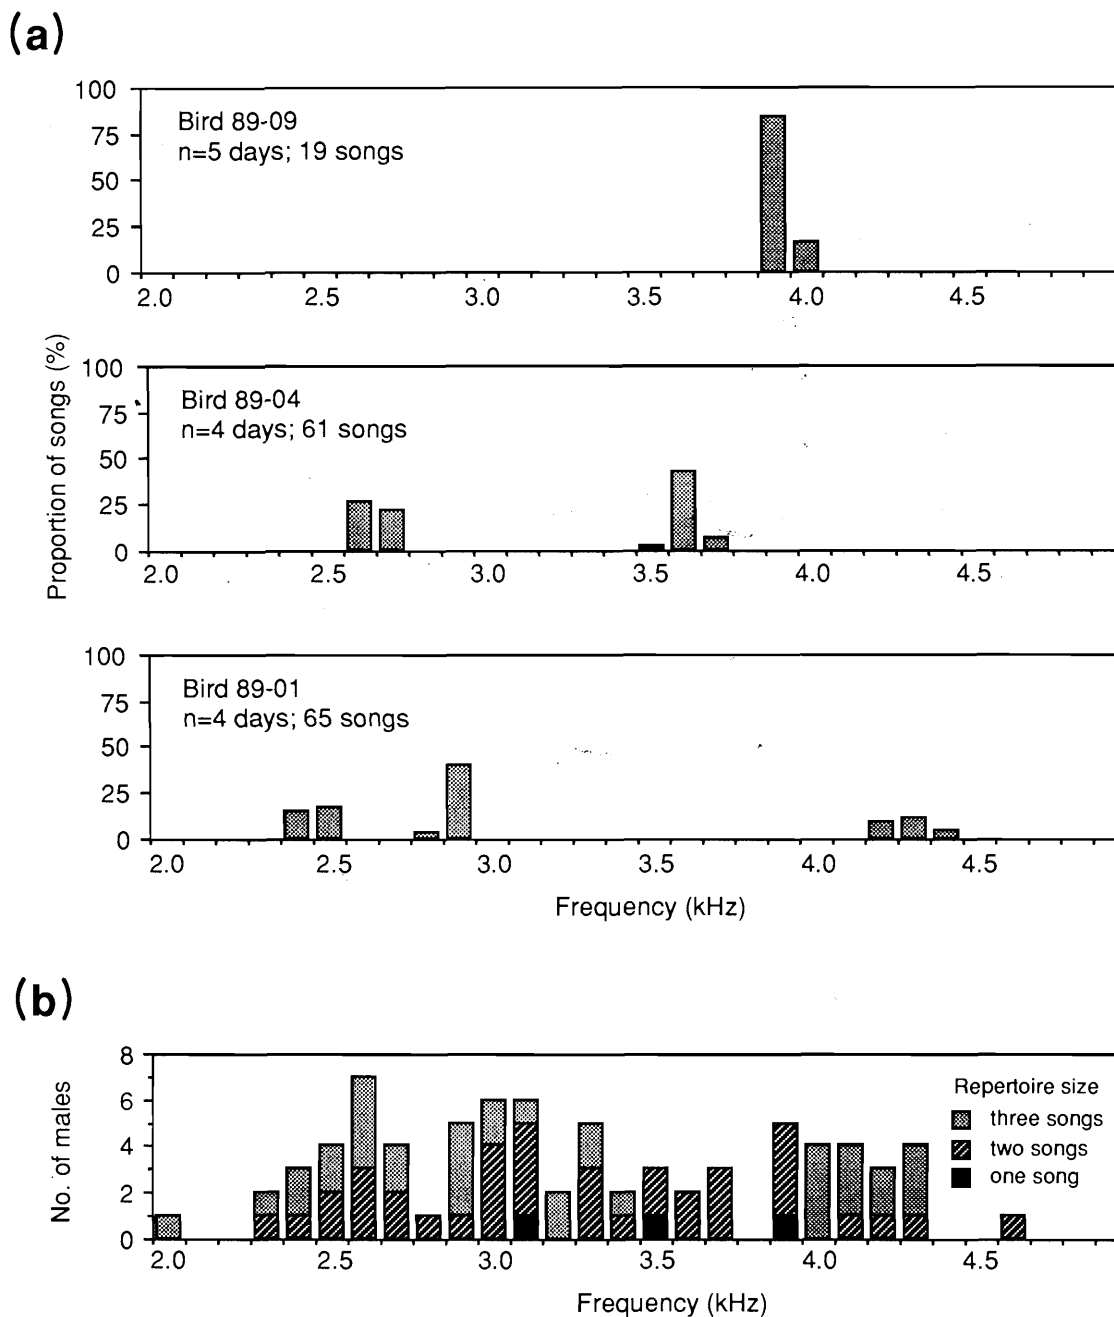 (a)
100
75
50
25
0
Bird 89-09
n=5 days; 19 songs
2.0 2.5 3.0 3.5 4.0 4.5
Proportion of songs (%)
100
75
50
25
0
Bird 89-04
n=4 days; 61 songs
2.0 2.5 3.0 3.5 4.0 4.5
100
75
50
25
0
Bird 89-01
n=4 days; 65 songs
2.0 2.5 3.0 3.5 4.0 4.5
Frequency (kHz)
(b)
No. of males
8
6
4
2
0
Repertoire size
three songs
two songs
one song
2.0 2.5 3.0 3.5 4.0 4.5
Frequency (kHz)